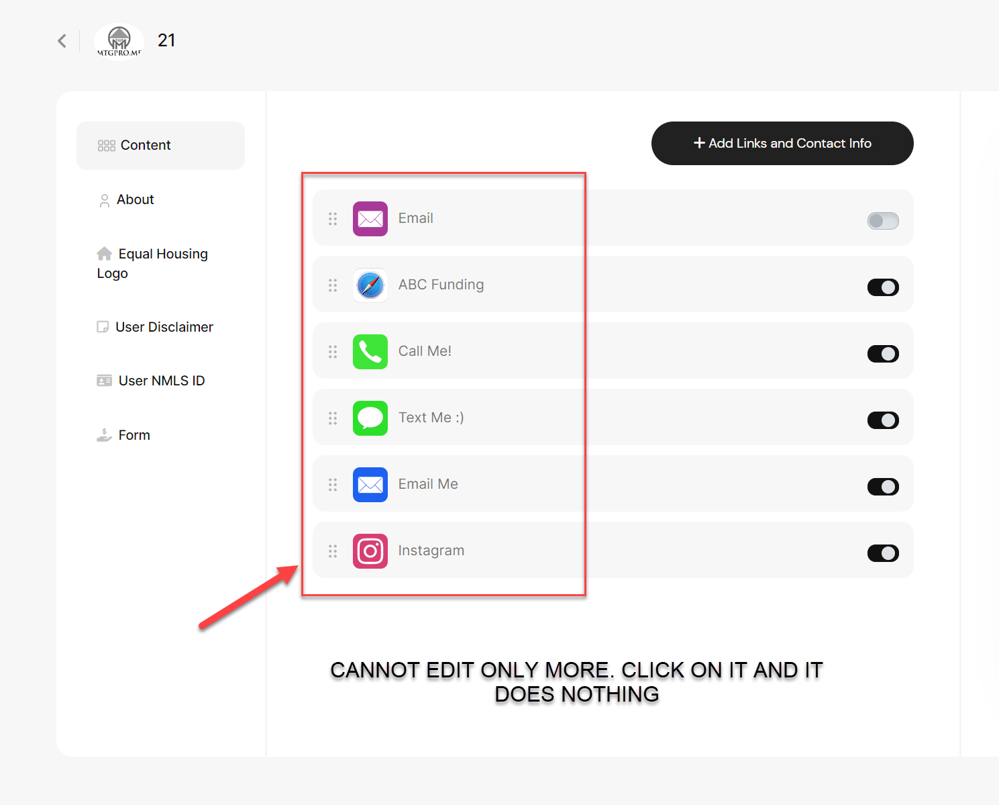 MTGPRO.ME
21
Content
About
Equal Housing
Logo
User Disclaimer
User NMLS ID
$
Form
+ Add Links and Contact Info
Email
ABC Funding
Call Me!
Text Me :)
Email Me
Instagram
CANNOT EDIT ONLY MORE. CLICK ON IT AND IT
DOES NOTHING